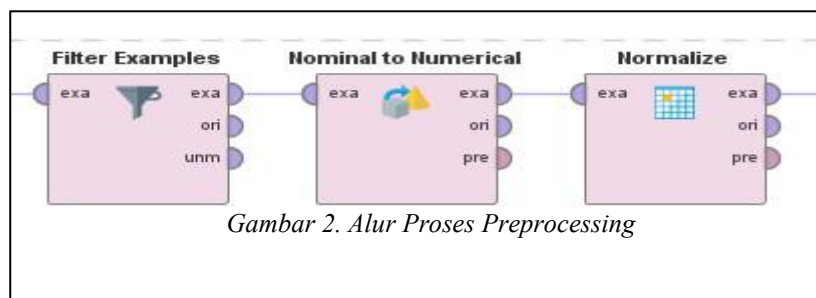 Filter Examples Nominal to Numerical Normalize
exa exa exa exa exa exa
ori ori ori
unm pre pre
Gambar 2. Alur Proses Preprocessing